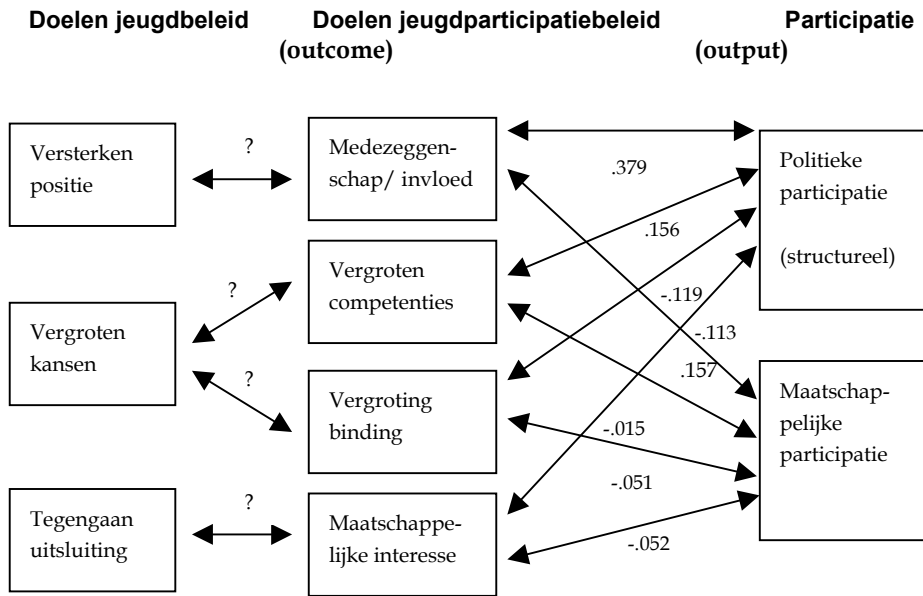 Doelen jeugdbeleid
Doelen jeugdparticipatiebeleid
Participatie
(outcome)
(output)
Versterken
positie
?
Medezeggen-
schap/ invloed
.379
Politieke
participatie
(structureel)
Vergroten
kansen
?
?
Vergroten
competenties
.156
-.119
-.113
.157
Vergroting
binding
-.015
-.051
Maatschap-
pelijke
participatie
Tegengaan
uitsluiting
?
Maatschappe-
lijke interesse
-.052